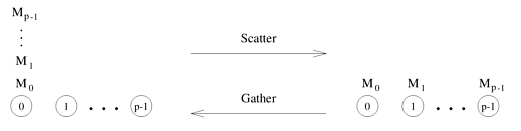 M_{p-1}
.
.
.
M_1
Scatter
M_0
M_0 M_1 M_{p-1}
Gather
0 1 . . . p-1
0 1 . . . p-1